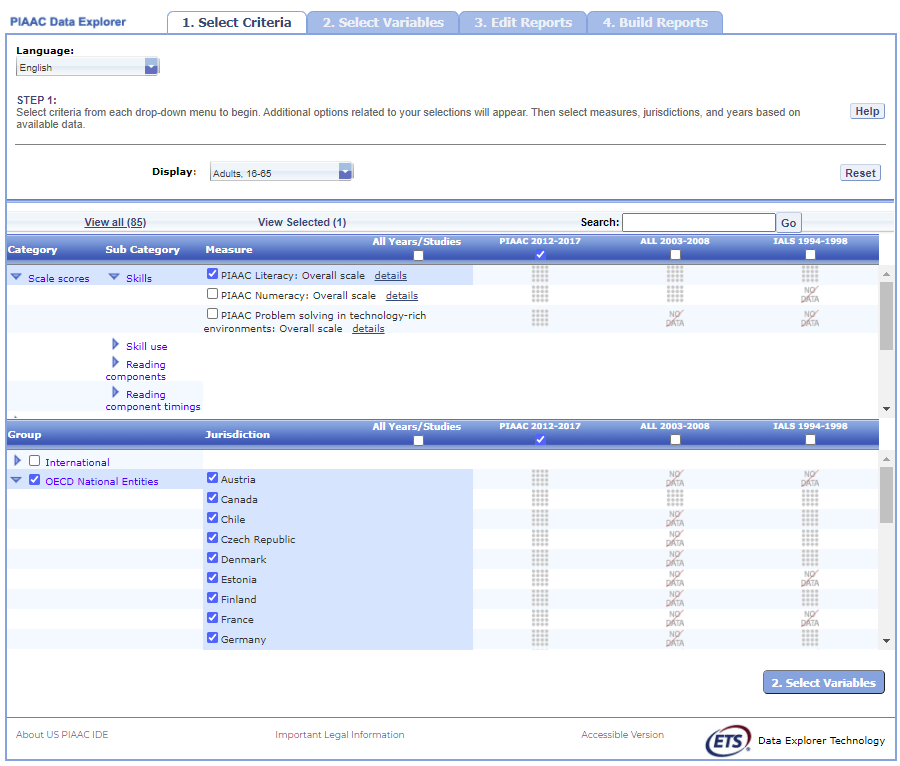 PIAAC Data Explorer
1. Select Criteria
2. Select Variables
3. Edit Reports
4. Build Reports
Language:
English
STEP 1:
Select criteria from each drop-down menu to begin. Additional options related to your selections will appear. Then select measures, jurisdictions, and years based on
available data.
Help
Display:
Adults, 16-65
Reset
View all (85)
View Selected (1)
Search:
Go
Category
Sub Category
Measure
All Years/Studies
PIAAC 2012-2017
ALL 2003-2008
IALS 1994-1998
Scale scores
Skills
PIAAC Literacy: Overall scale details
PIAAC Numeracy: Overall scale details
NO DATA
PIAAC Problem solving in technology-rich
environments: Overall scale details
NO DATA
NO DATA
Skill use
Reading
components
Reading
component timings
Group
Jurisdiction
All Years/Studies
PIAAC 2012-2017
ALL 2003-2008
IALS 1994-1998
International
OECD National Entities
Austria
NO DATA
NO DATA
Canada
Chile
NO DATA
Czech Republic
NO DATA
Denmark
NO DATA
Estonia
NO DATA
NO DATA
Finland
NO DATA
France
NO DATA
NO DATA
Germany
NO DATA
2. Select Variables
About US PIAAC IDE
Important Legal Information
Accessible Version
ETS
Data Explorer Technology